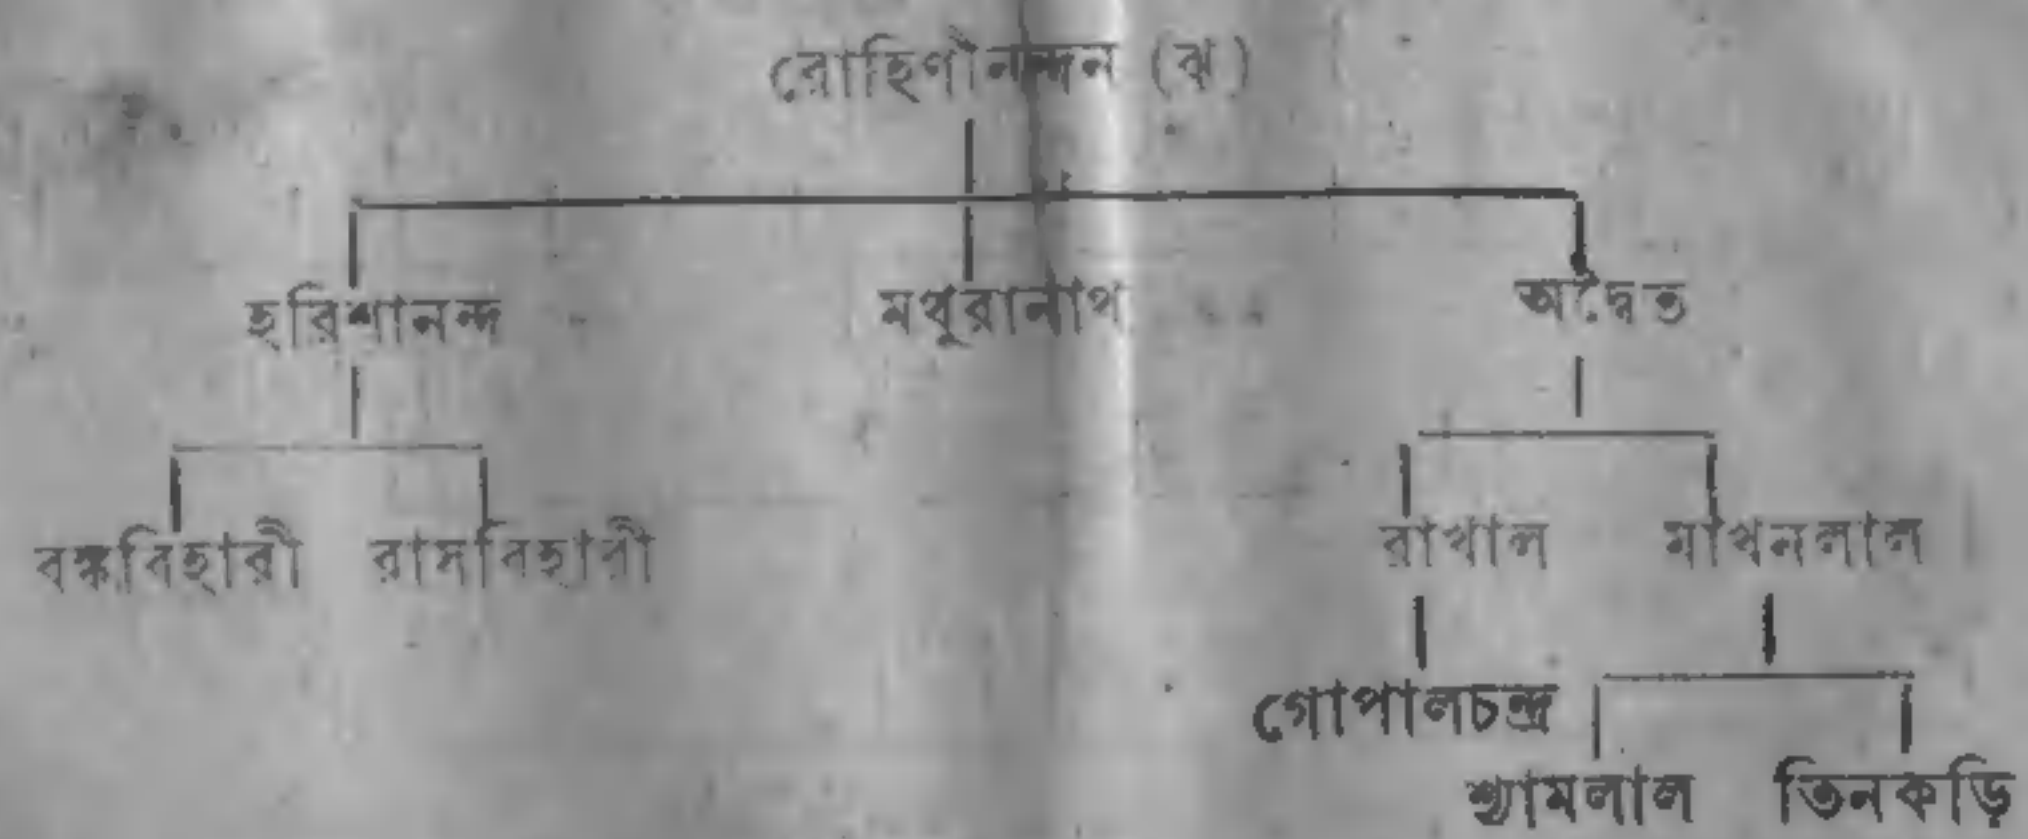 রোহিণীনন্দন (ঝ)
হরিশানন্দ মথুরানাথ অদ্বৈত
বঙ্কবিহারী রাসবিহারী রাখাল মাখনলাল
গোপালচন্দ্র
শ্যামলাল তিনকড়ি